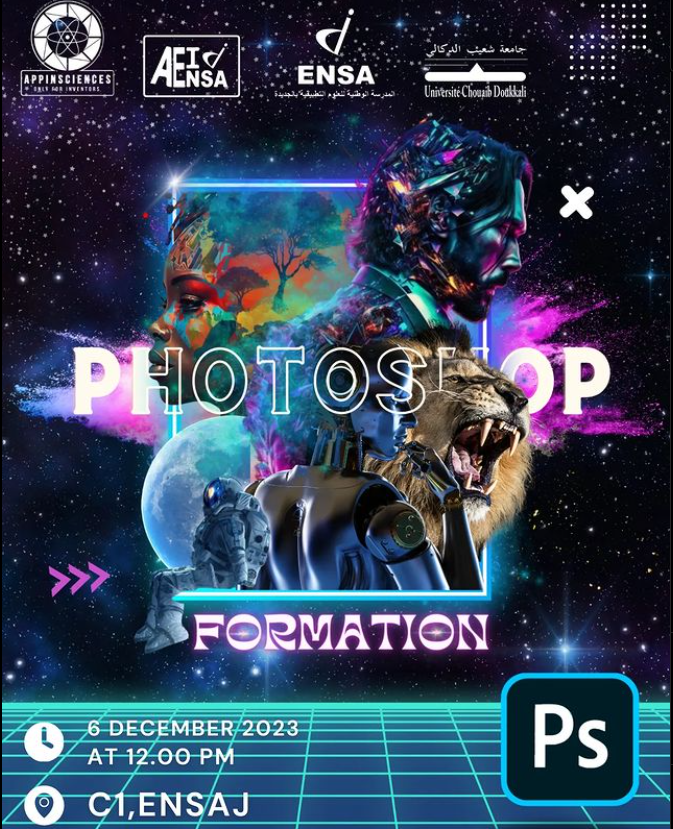 APPINSCIENCES
ONLY FOR INVENTORS
AEI
ENSA
ENSA
المدرسة الوطنية للعلوم التطبيقية بالجديدة
جامعة شعيب الدكالي
Université Chouaib Doukkali
PHOTOSHOP
FORMATION
6 DECEMBER 2023
AT 12.00 PM
C1,ENSAJ
Ps